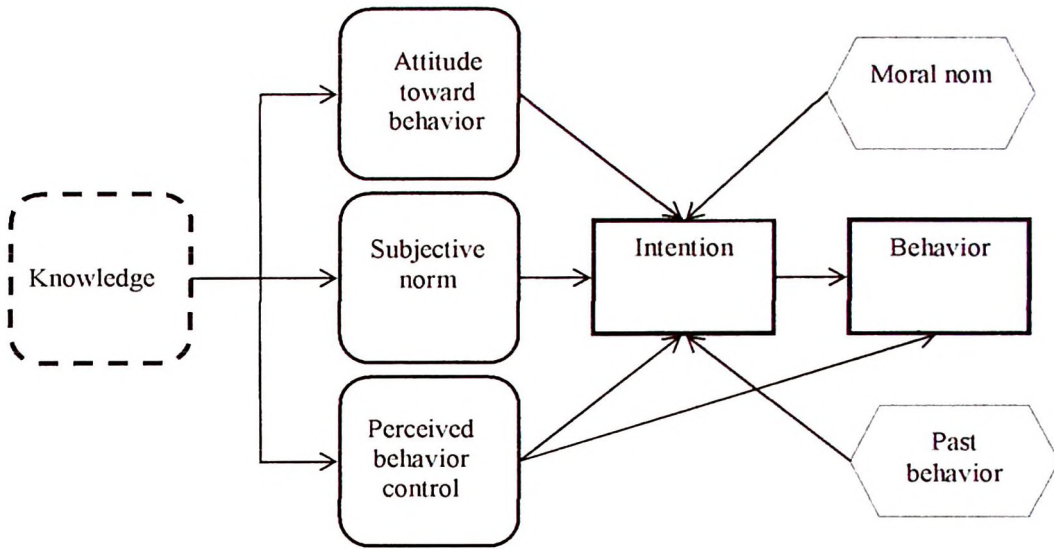 Attitude
toward
behavior
Moral nom
Knowledge
Subjective
norm
Intention
Behavior
Perceived
behavior
control
Past
behavior